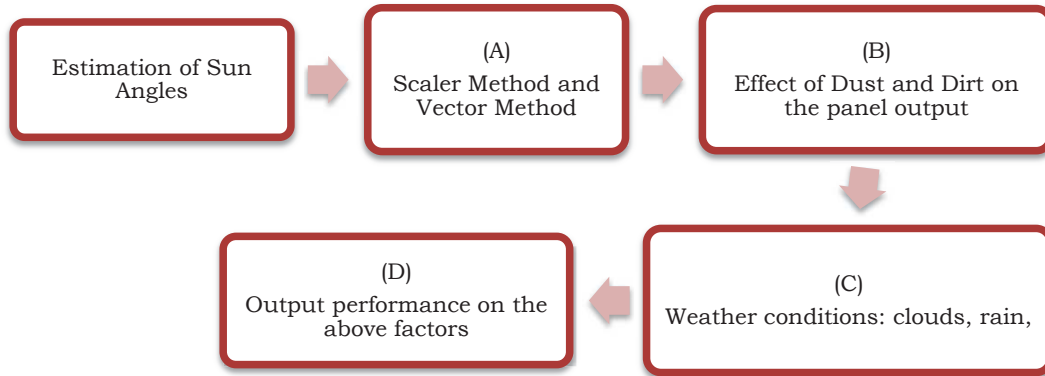 Estimation of Sun
Angles
(A)
Scaler Method and
Vector Method
(B)
Effect of Dust and Dirt on
the panel output
(C)
Weather conditions: clouds, rain,
(D)
Output performance on the
above factors